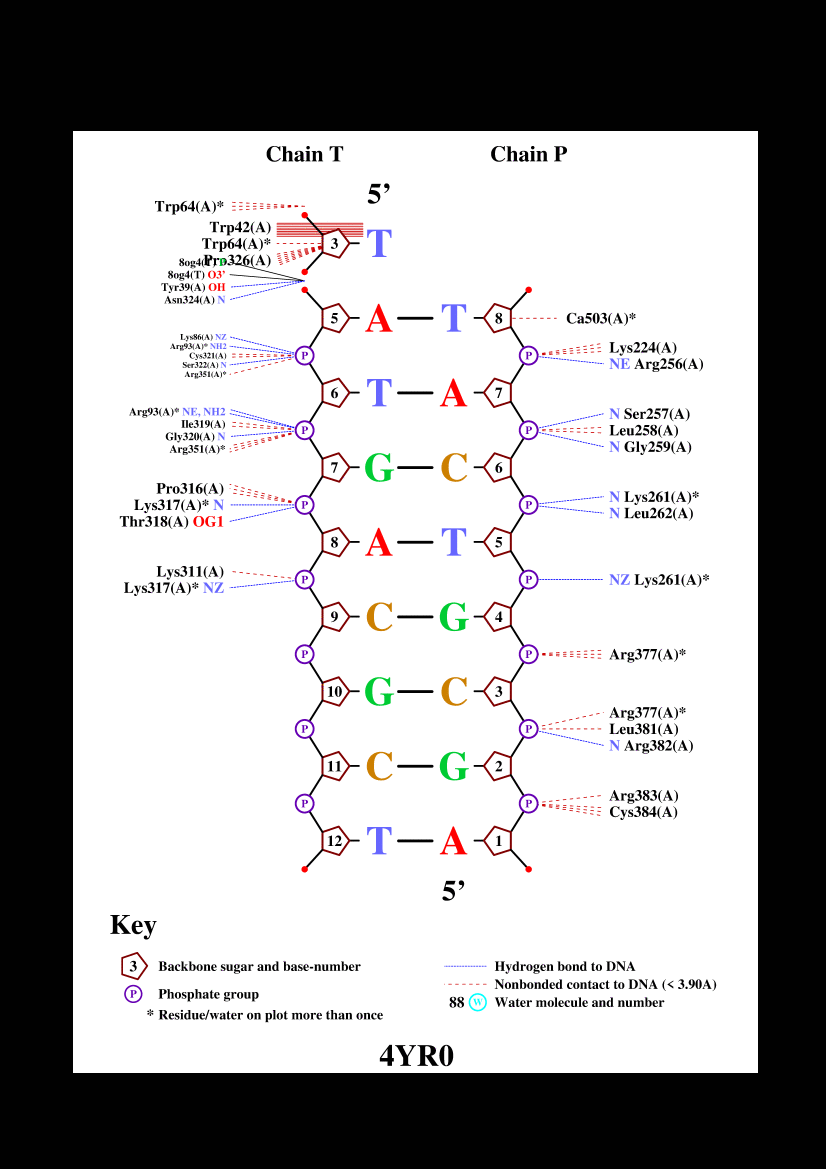 Chain T Chain P
5’
Trp64(A)*
Trp42(A)
Trp64(A)* 3 T
Pro326(A)
8og4(T)
8og4(T) O3’
Tyr39(A) OH
Asn324(A) N
5 A T 8 Ca503(A)*
Lys86(A) NZ
Arg93(A)* NH2
Cys321(A)
Ser322(A) N
Arg351(A)*
P P Lys224(A)
NE Arg256(A)
6 T A 7
Arg93(A)* NE, NH2
Ile319(A)
Gly320(A) N
Arg351(A)*
P P N Ser257(A)
Leu258(A)
N Gly259(A)
7 G C 6
Pro316(A)
Lys317(A)* N
Thr318(A) OG1
P P N Lys261(A)*
N Leu262(A)
8 A T 5
Lys311(A)
Lys317(A)* NZ
P P NZ Lys261(A)*
9 C G 4
P P Arg377(A)*
10 G C 3
P P Arg377(A)*
Leu381(A)
N Arg382(A)
11 C G 2
P P Arg383(A)
Cys384(A)
12 T A 1
5’
Key
3 Backbone sugar and base-number
P Phosphate group
* Residue/water on plot more than once
Hydrogen bond to DNA
Nonbonded contact to DNA (< 3.90A)
88 W Water molecule and number
4YR0